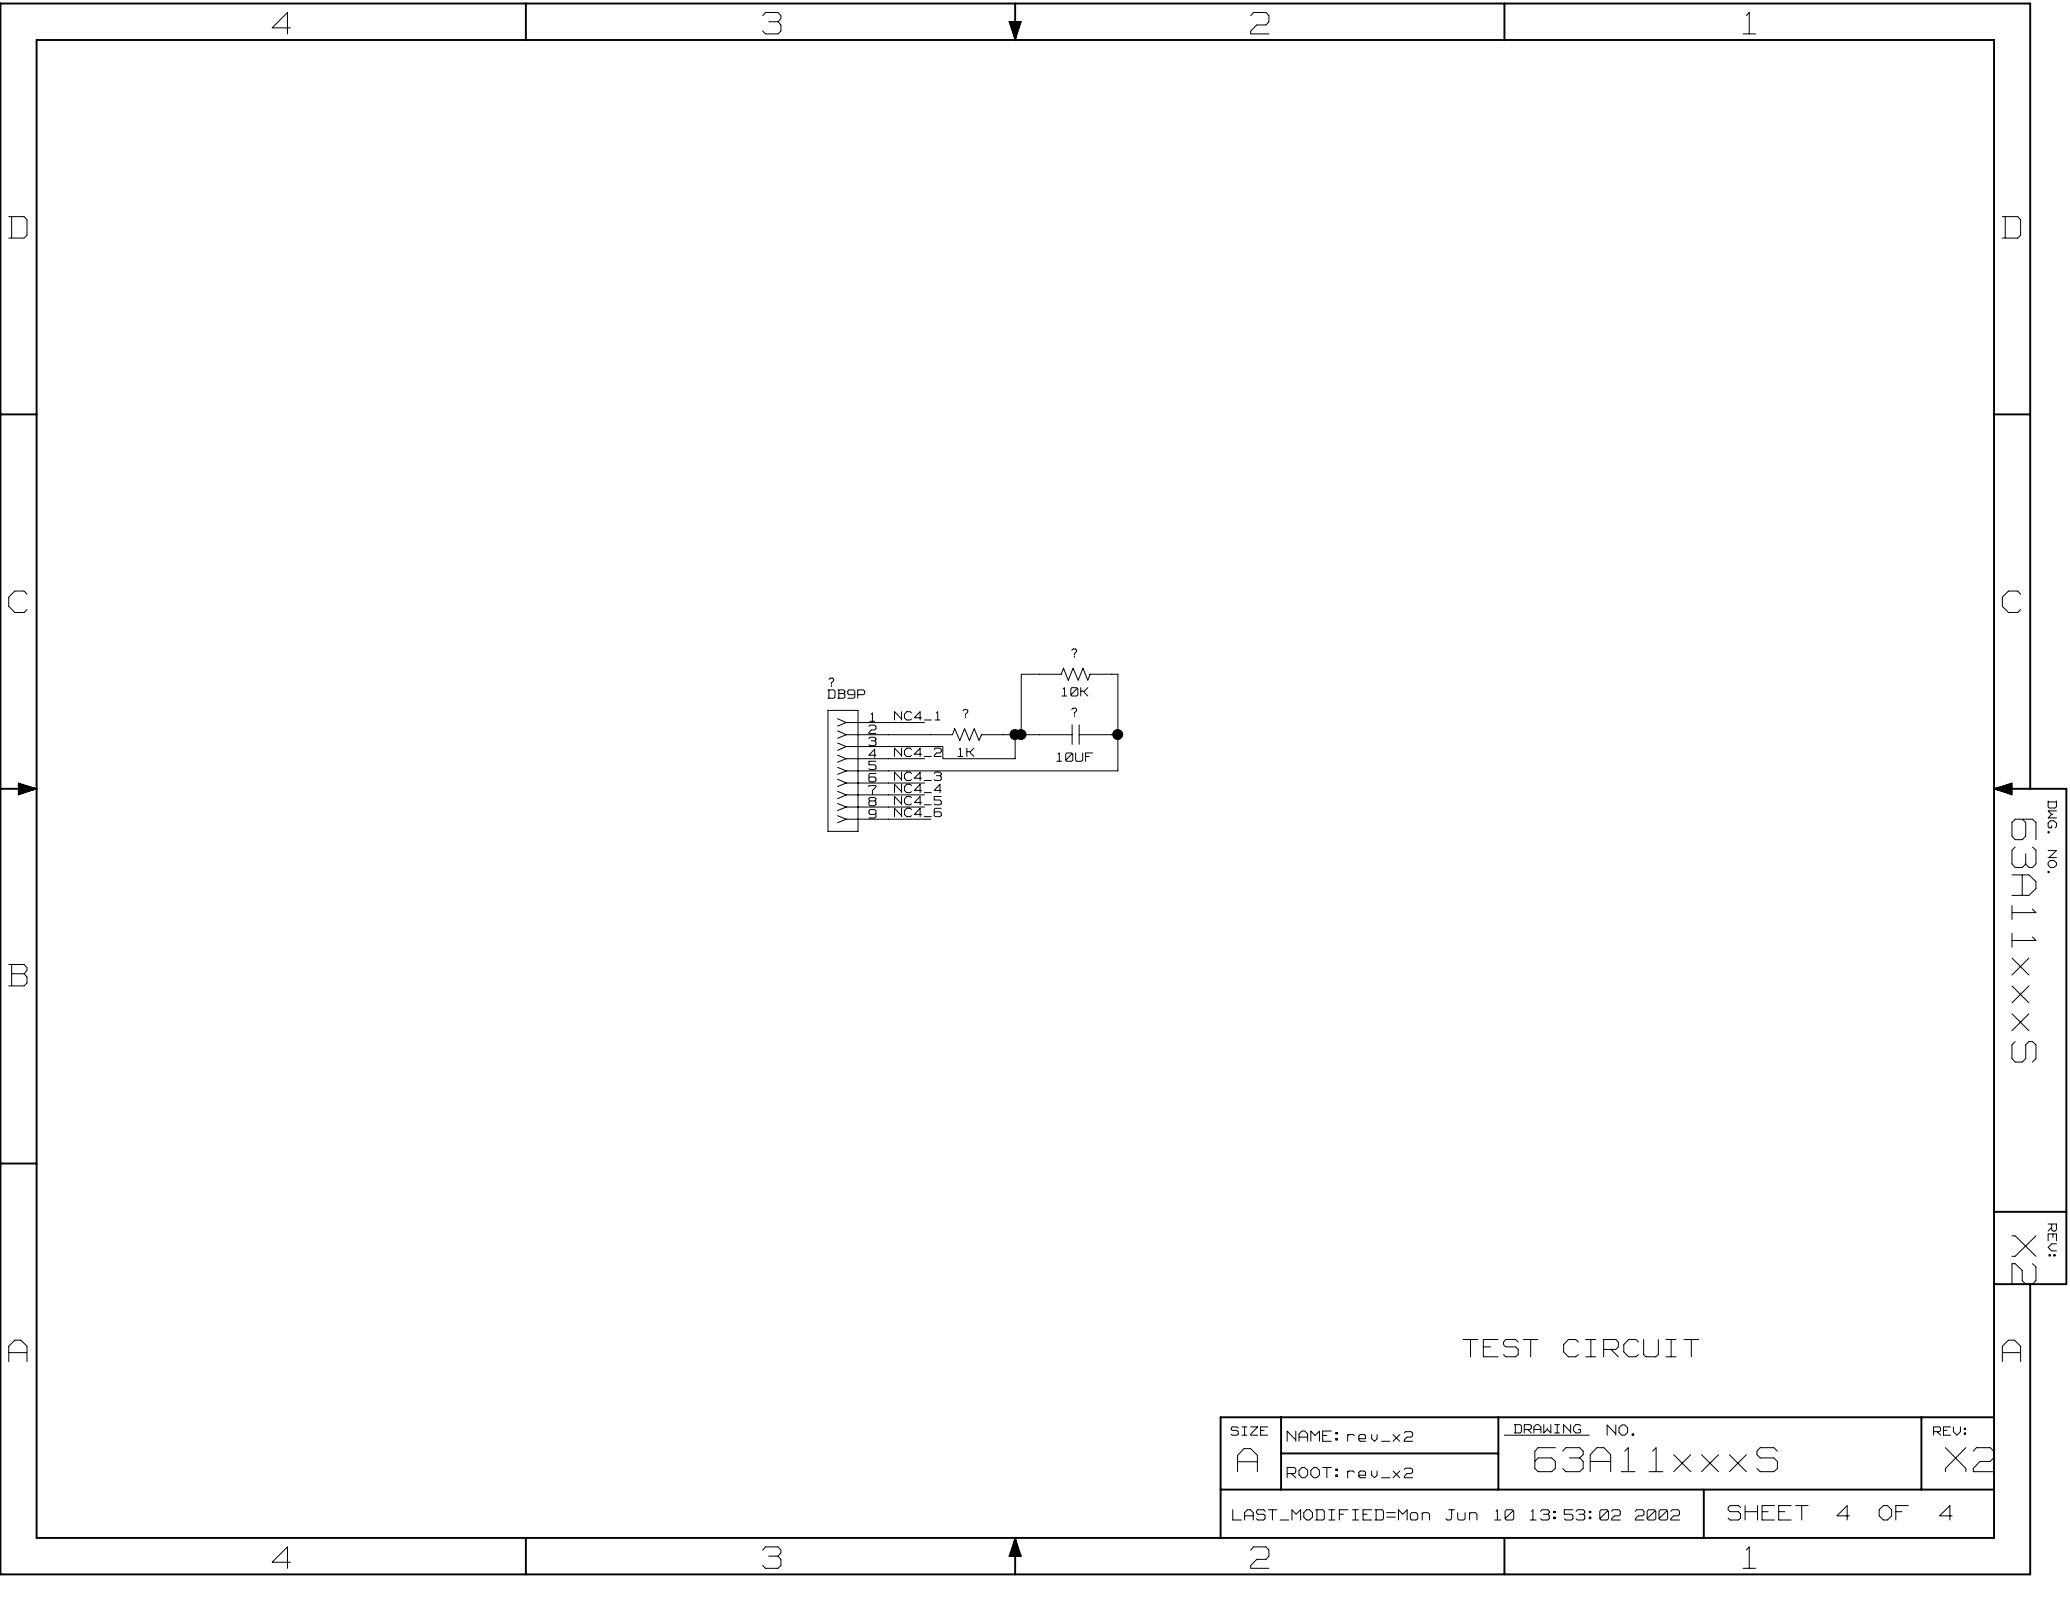 4 3 2 1
D D
C C
?
10K
?
DB9P
1 NC4_1
?
?
2
3
4 NC4_2
1K
10UF
5
6 NC4_3
7 NC4_4
8 NC4_5
9 NC4_6
DWG. NO.
63A11xxxS
B
REV:
X2
A A
TEST CIRCUIT
SIZE
A
NAME: rev_x2
ROOT: rev_x2
DRAWING NO.
63A11xxxS
REV:
X2
LAST_MODIFIED=Mon Jun 10 13:53:02 2002
SHEET 4 OF 4
4 3 2 1